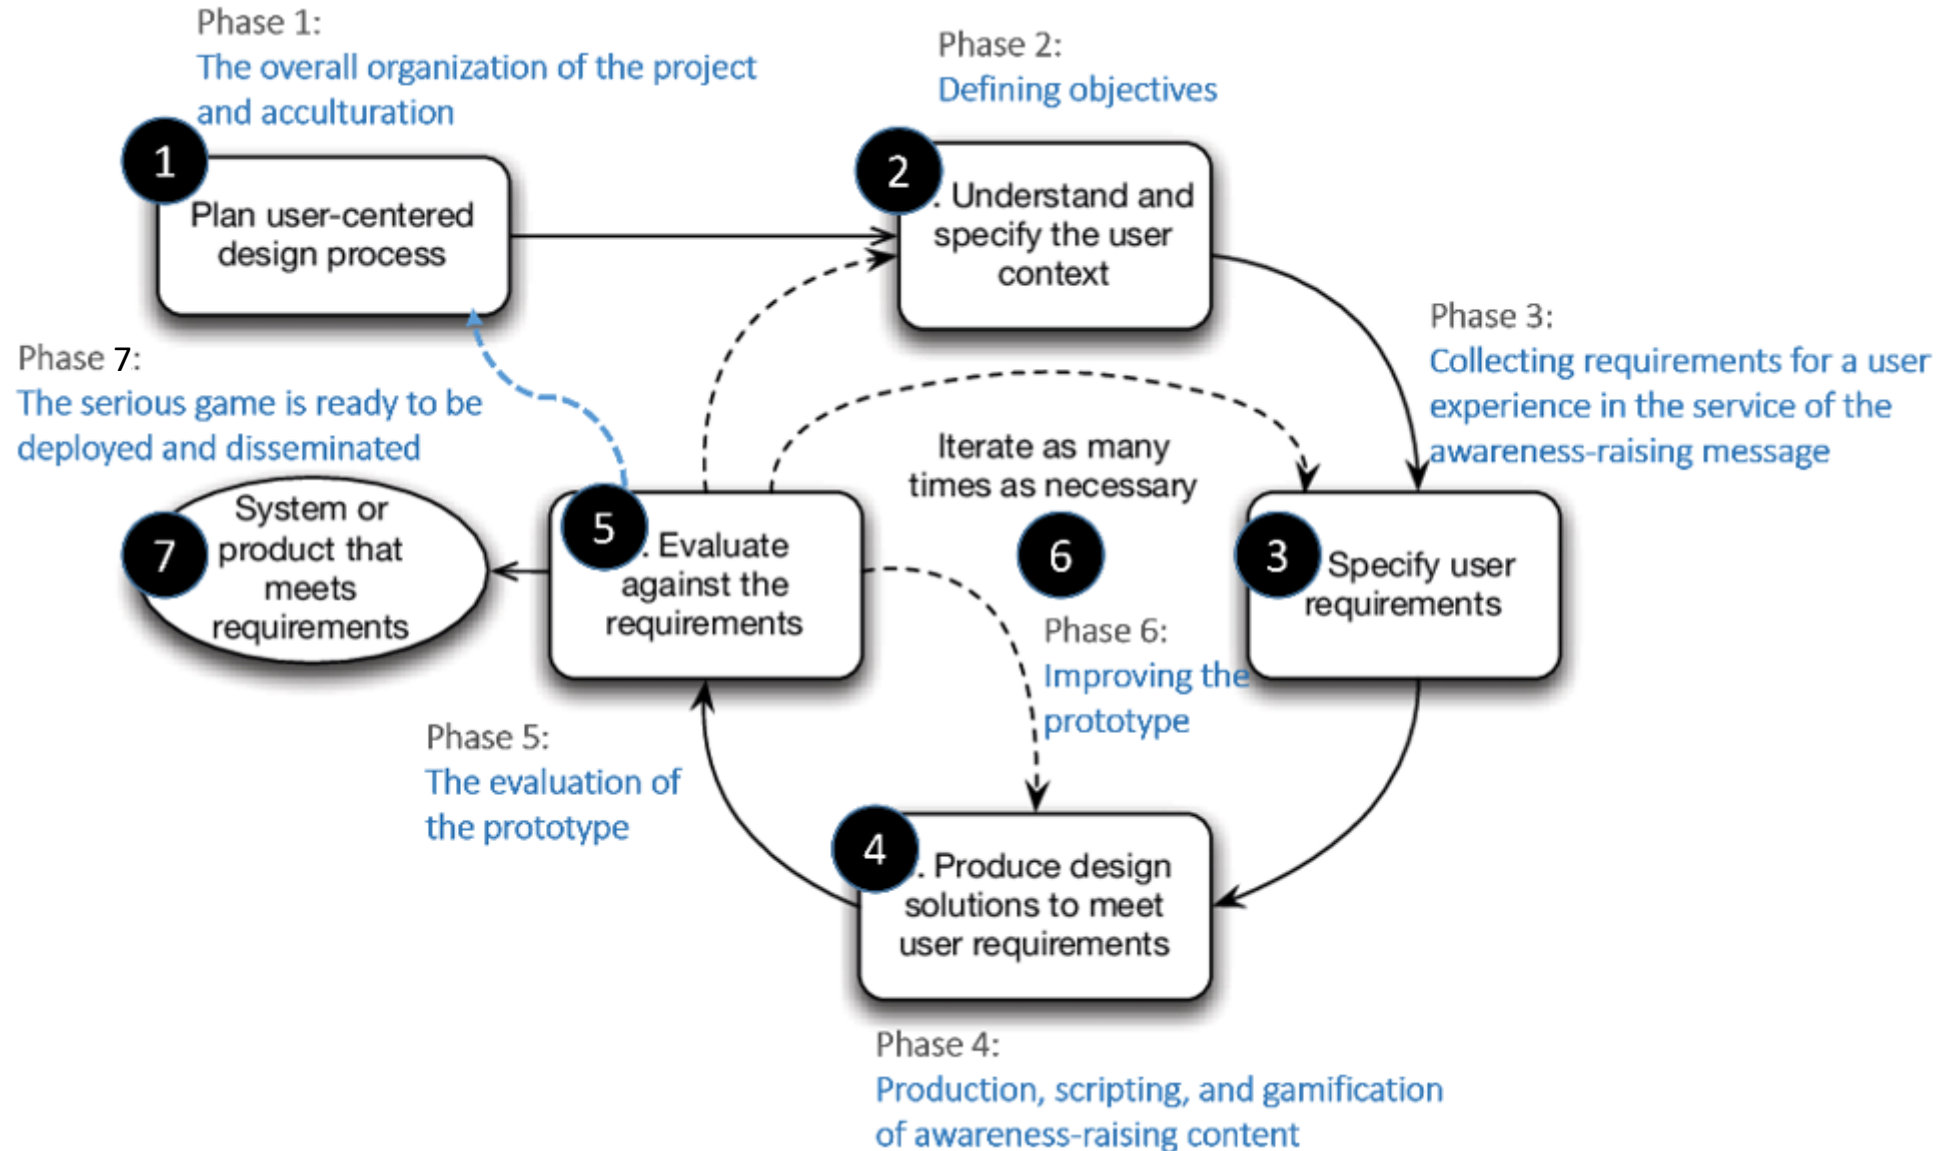 Phase 1:
The overall organization of the project
and acculturation
1
Plan user-centered
design process
Phase 2:
Defining objectives
2
. Understand and
specify the user
context
Phase 3:
Collecting requirements for a user
experience in the service of the
awareness-raising message
3
Specify user
requirements
Phase 7:
The serious game is ready to be
deployed and disseminated
7
System or
product that
meets
requirements
5
. Evaluate
against the
requirements
Iterate as many
times as necessary
6
Phase 6:
Improving the
prototype
Phase 5:
The evaluation of
the prototype
4
. Produce design
solutions to meet
user requirements
Phase 4:
Production, scripting, and gamification
of awareness-raising content